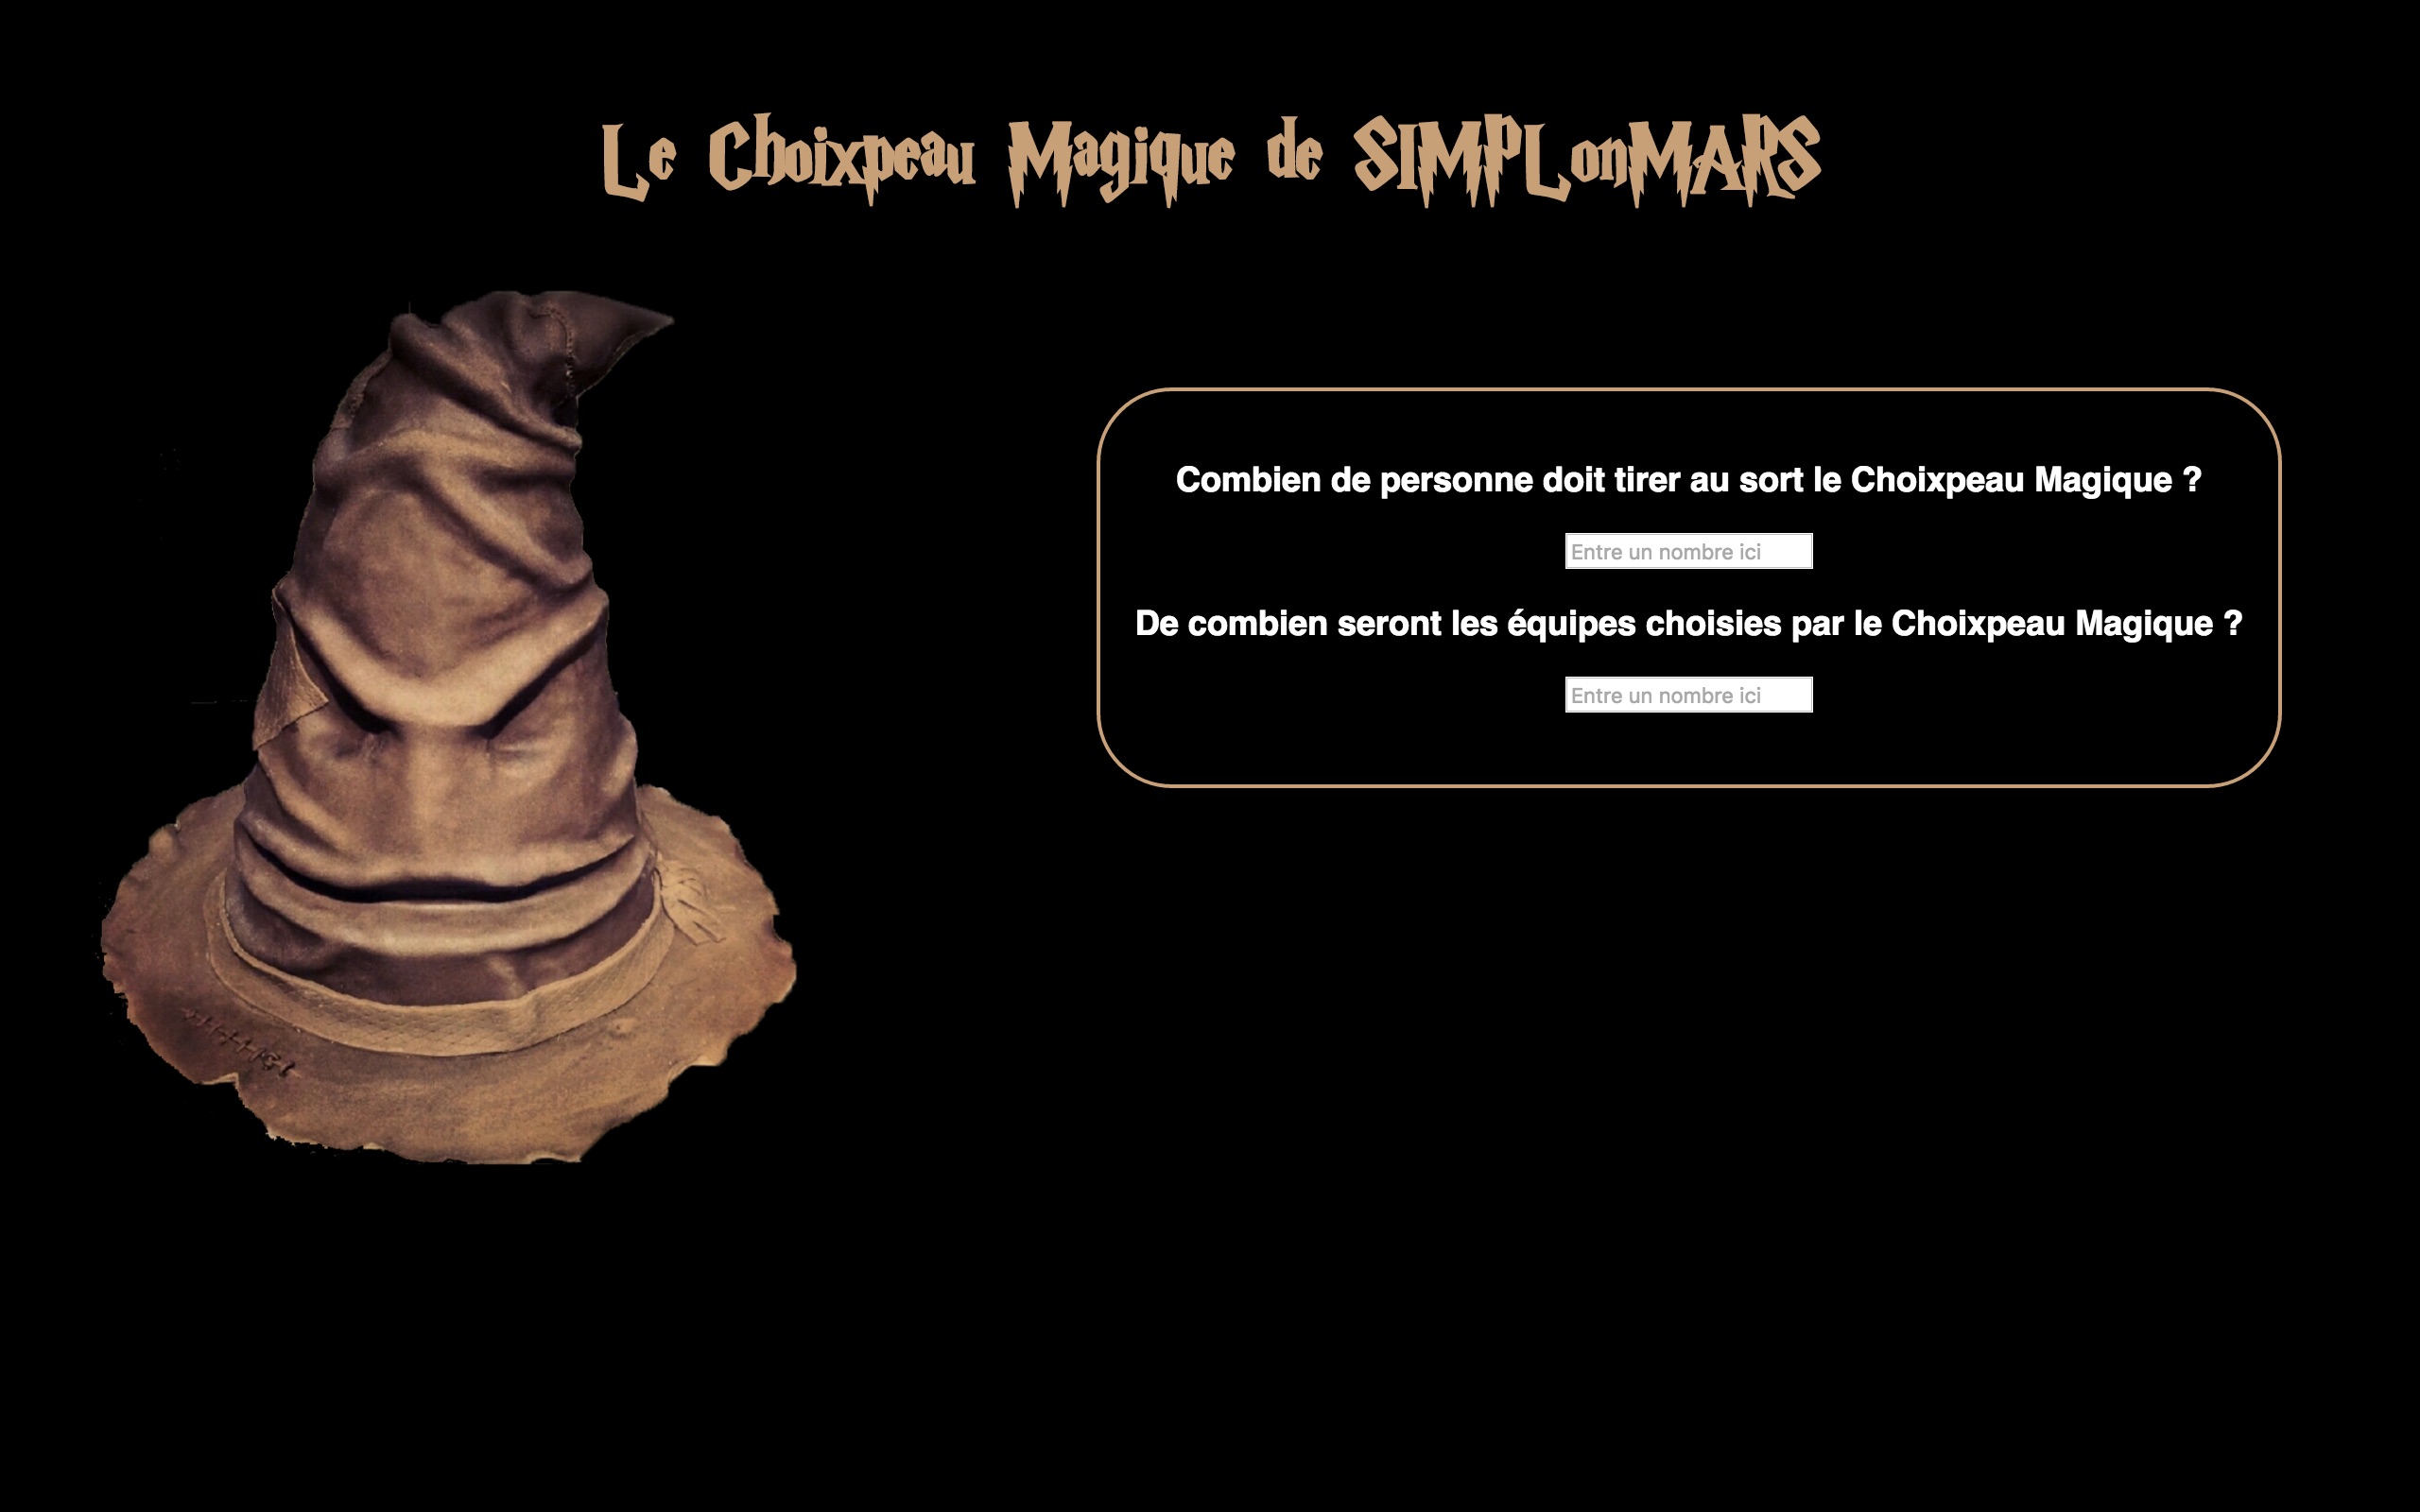 Le Choixpeau Magique de SIMPLonMARS
Combien de personne doit tirer au sort le Choixpeau Magique ?
Entre un nombre ici
De combien seront les équipes choisies par le Choixpeau Magique ?
Entre un nombre ici